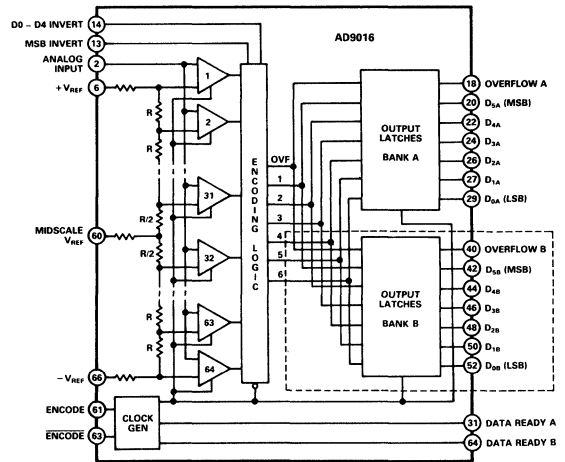 AD9016
D0 – D4 INVERT 14
MSB INVERT 13
ANALOG
INPUT 2
+VREF 6
R
R
R/2
MIDSCALE
VREF 60
R/2
R
R
–VREF 66
ENCODE 61
ENCODE 63
CLOCK
GEN
1
2
31
32
63
64
ENCODING
LOGIC
OVF
1
2
3
4
5
6
OUTPUT
LATCHES
BANK A
OUTPUT
LATCHES
BANK B
18 OVERFLOW A
20 D5A (MSB)
22 D4A
24 D3A
26 D2A
27 D1A
29 D0A (LSB)
40 OVERFLOW B
42 D5B (MSB)
44 D4B
46 D3B
48 D2B
50 D1B
52 D0B (LSB)
31 DATA READY A
64 DATA READY B